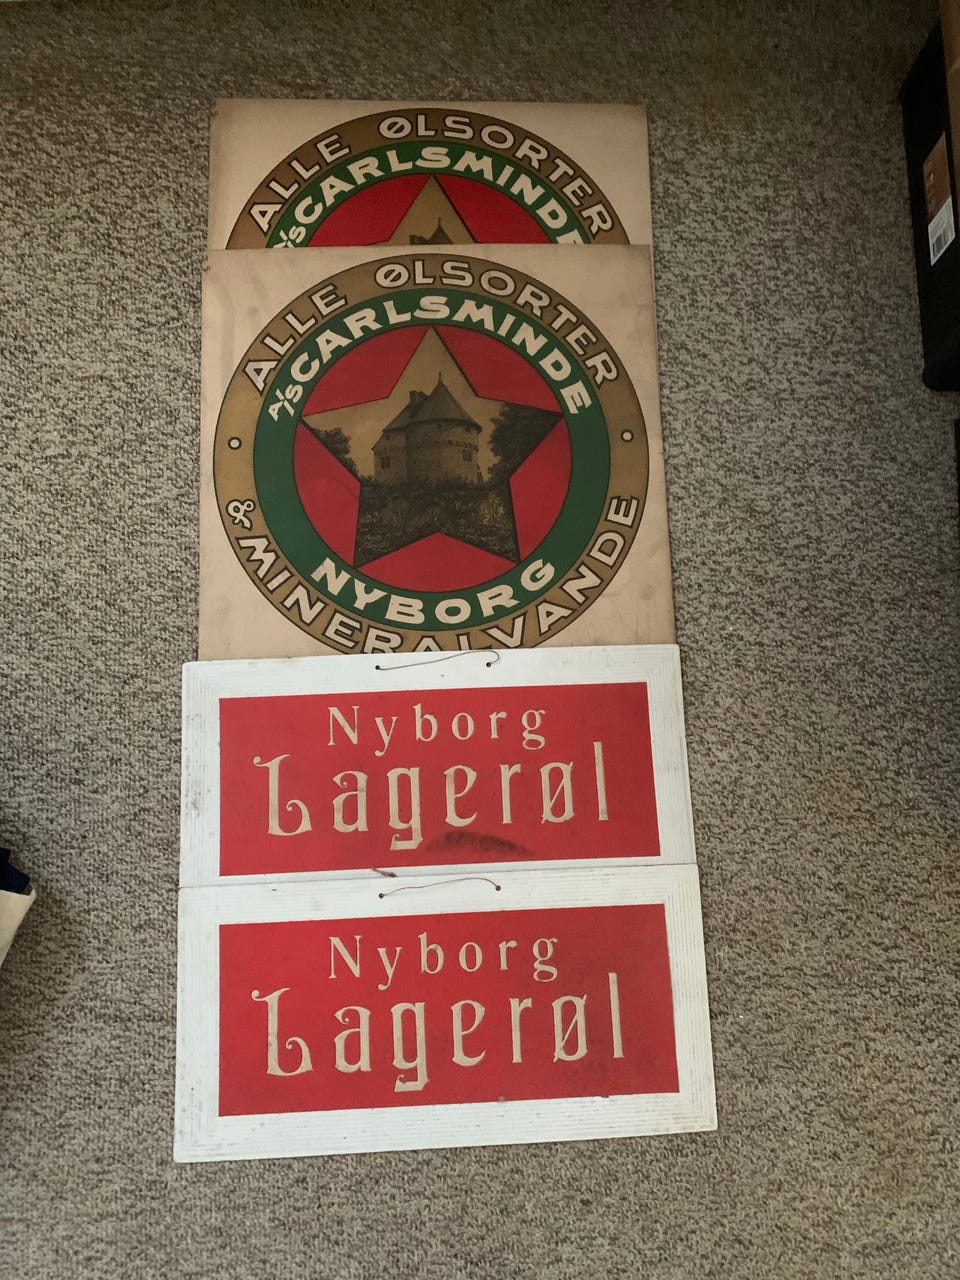 ALLE ØLSORTER
A/S CARLSMINDE
ALLE ØLSORTER
A/S CARLSMINDE
NYBORG
& MINERALVANDE
Nyborg
Lagerøl
Nyborg
Lagerøl